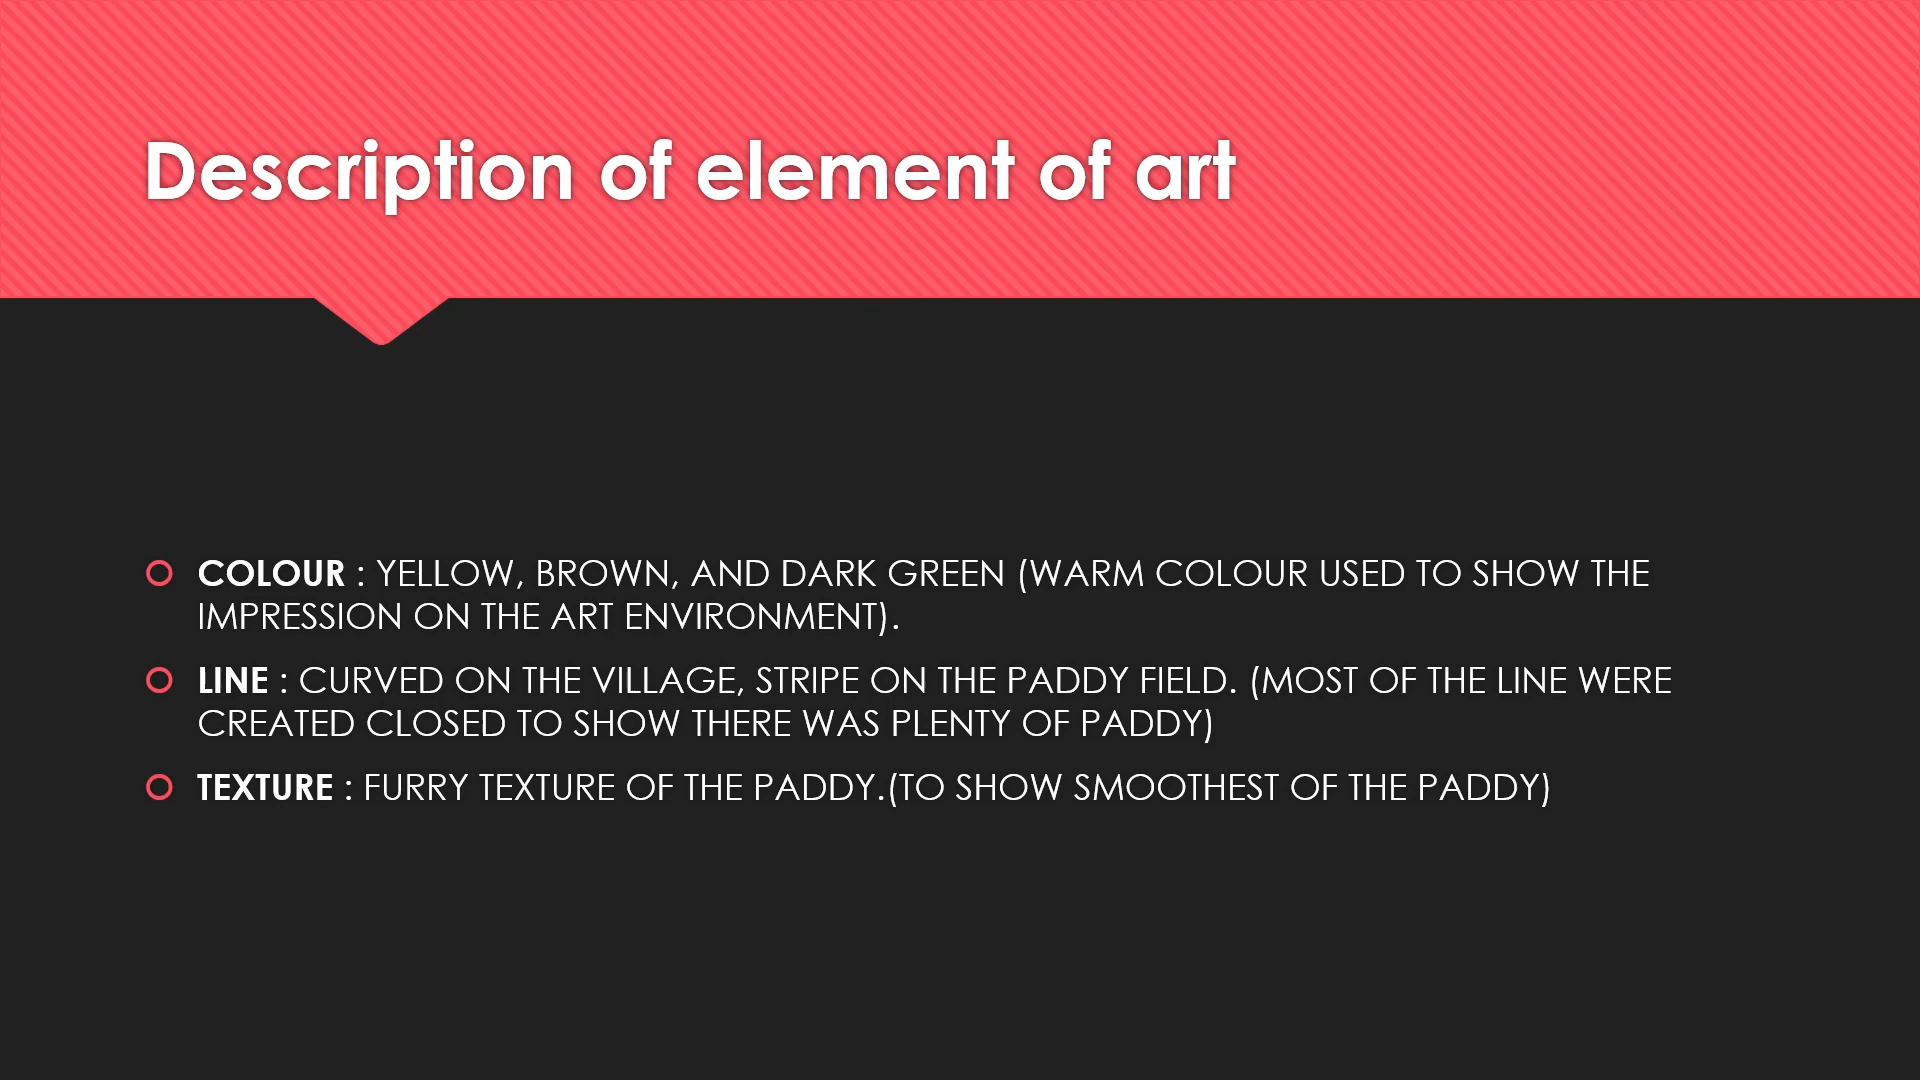 Description of element of art
COLOUR : YELLOW, BROWN, AND DARK GREEN (WARM COLOUR USED TO SHOW THE
IMPRESSION ON THE ART ENVIRONMENT).
LINE : CURVED ON THE VILLAGE, STRIPE ON THE PADDY FIELD. (MOST OF THE LINE WERE
CREATED CLOSED TO SHOW THERE WAS PLENTY OF PADDY)
TEXTURE : FURRY TEXTURE OF THE PADDY.(TO SHOW SMOOTHEST OF THE PADDY)